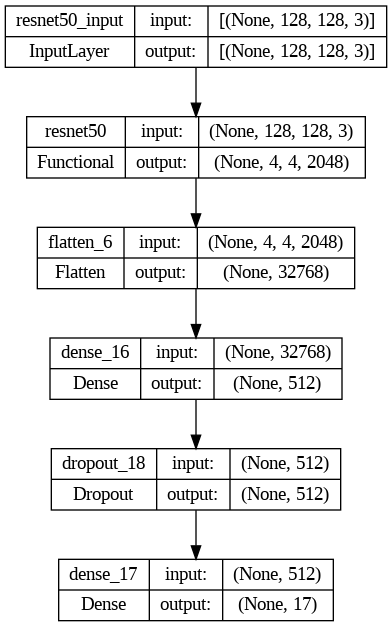 resnet50_input input: [(None, 128, 128, 3)]
InputLayer output: [(None, 128, 128, 3)]
resnet50 input: (None, 128, 128, 3)
Functional output: (None, 4, 4, 2048)
flatten_6 input: (None, 4, 4, 2048)
Flatten output: (None, 32768)
dense_16 input: (None, 32768)
Dense output: (None, 512)
dropout_18 input: (None, 512)
Dropout output: (None, 512)
dense_17 input: (None, 512)
Dense output: (None, 17)